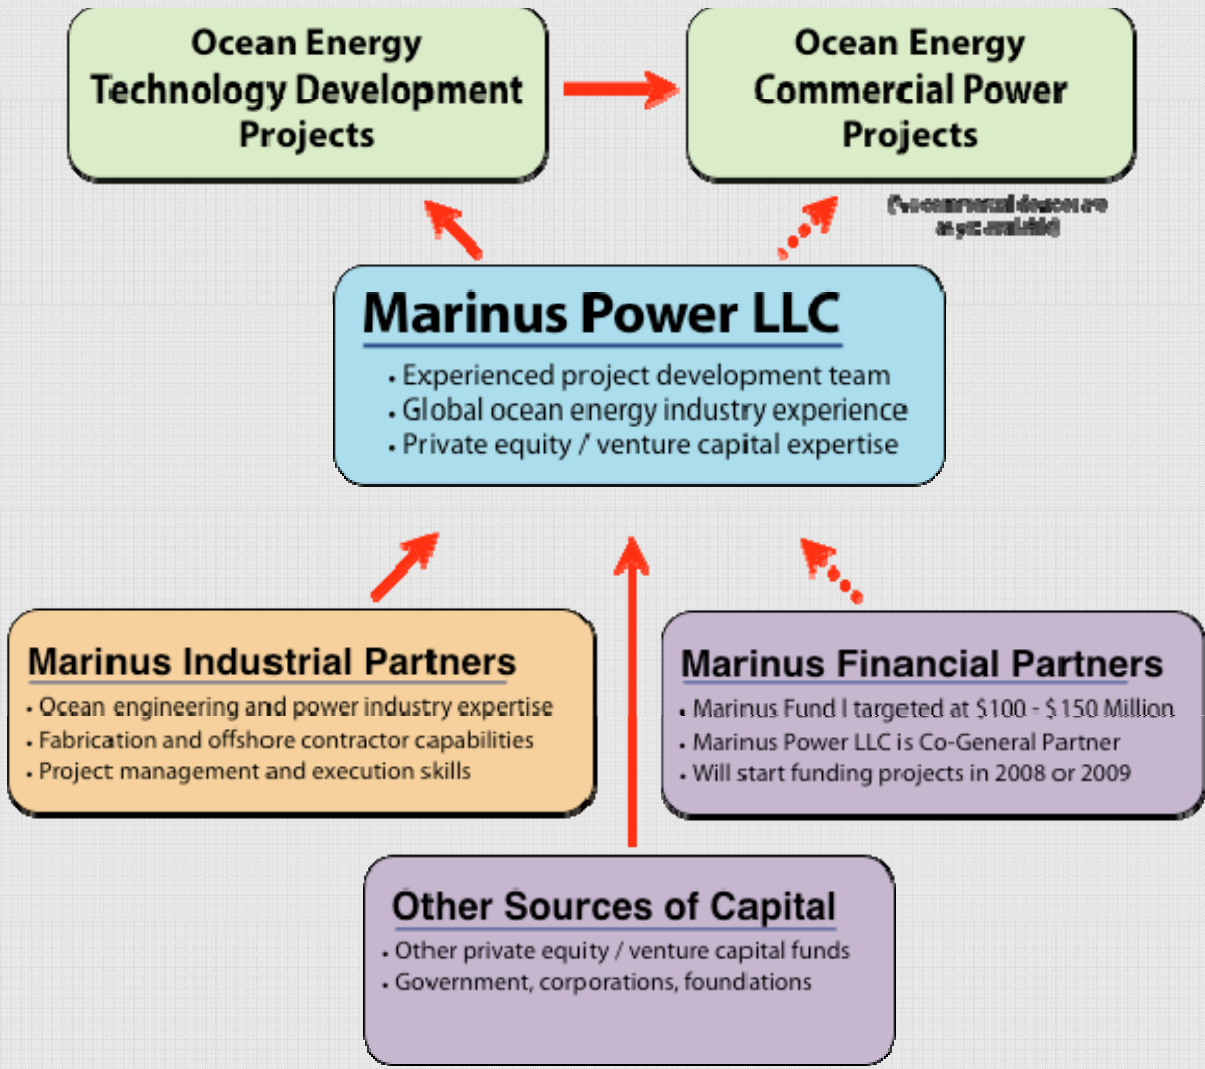 Ocean Energy
Technology Development
Projects
Ocean Energy
Commercial Power
Projects
Marinus Power LLC
• Experienced project development team
• Global ocean energy industry experience
• Private equity / venture capital expertise
Marinus Industrial Partners
• Ocean engineering and power industry expertise
• Fabrication and offshore contractor capabilities
• Project management and execution skills
Marinus Financial Partners
• Marinus Fund I targeted at $100 - $150 Million
• Marinus Power LLC is Co-General Partner
• Will start funding projects in 2008 or 2009
Other Sources of Capital
• Other private equity / venture capital funds
• Government, corporations, foundations